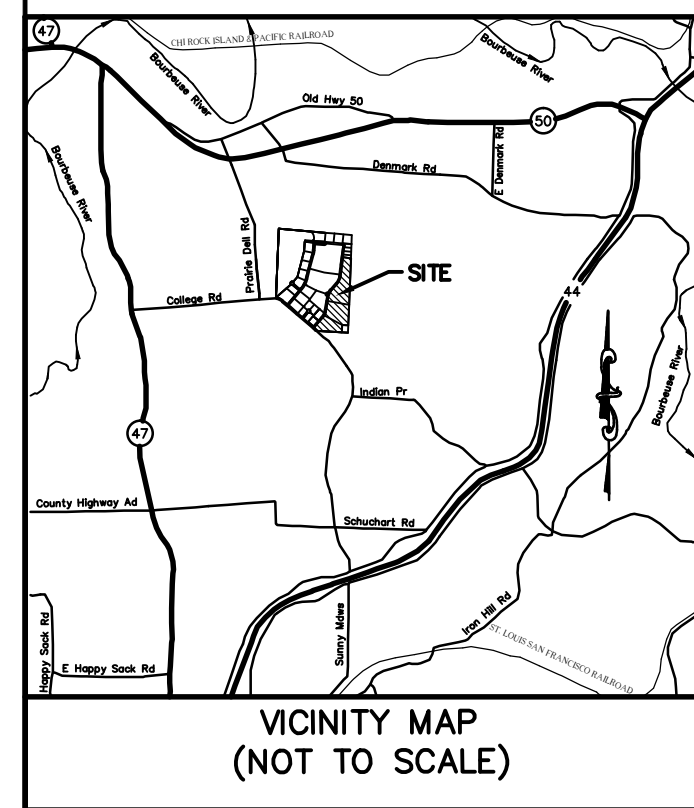 47
CHI ROCK ISLAND & PACIFIC RAILROAD
Bourbeuse River
Bourbeuse River
Old Hwy 50
50
Denmark Rd
E Denmark Rd
Bourbeuse River
Prairie Dell Rd
SITE
College Rd
44
Indian Pr
Bourbeuse River
47
County Highway Ad
Schuchart Rd
Sunny Mdws
Iron Hill Rd
ST. LOUIS SAN FRANCISCO RAILROAD
Happy Sack Rd
E Happy Sack Rd
VICINITY MAP
(NOT TO SCALE)